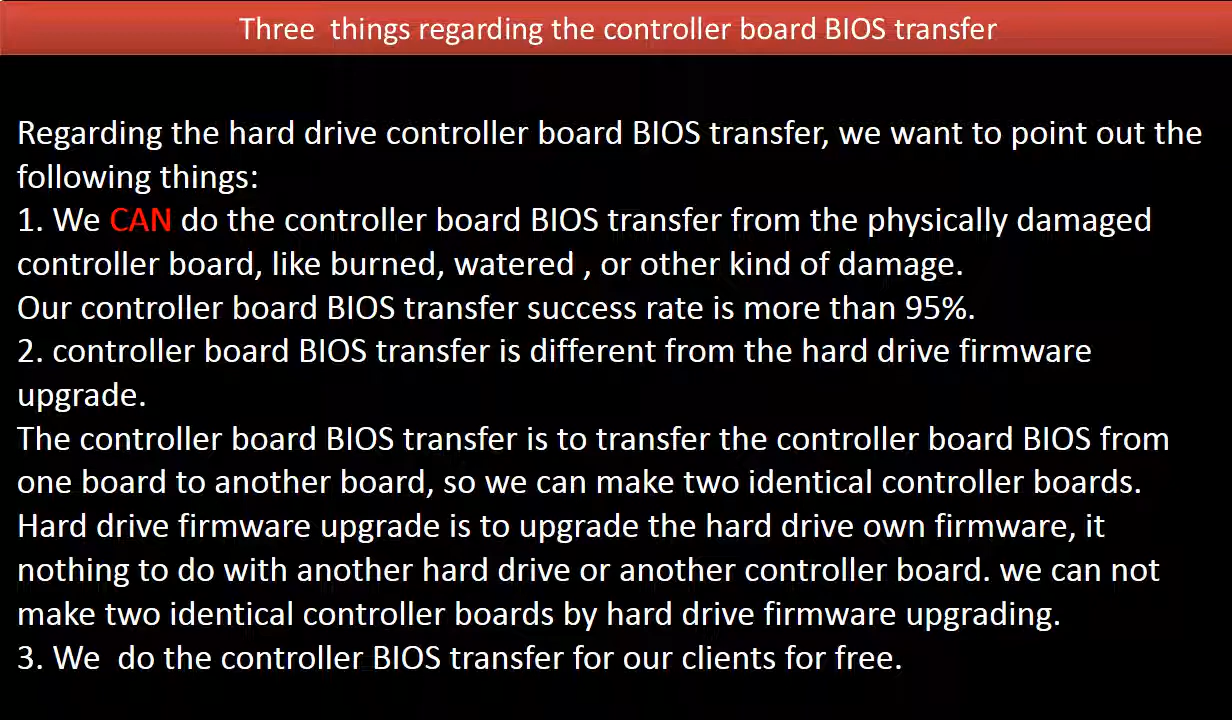 Three  things regarding the controller board BIOS transfer
Regarding the hard drive controller board BIOS transfer, we want to point out the
following things:
1. We CAN do the controller board BIOS transfer from the physically damaged
controller board, like burned, watered , or other kind of damage.
Our controller board BIOS transfer success rate is more than 95%.
2. controller board BIOS transfer is different from the hard drive firmware
upgrade.
The controller board BIOS transfer is to transfer the controller board BIOS from
one board to another board, so we can make two identical controller boards.
Hard drive firmware upgrade is to upgrade the hard drive own firmware, it
nothing to do with another hard drive or another controller board. we can not
make two identical controller boards by hard drive firmware upgrading.
3. We  do the controller BIOS transfer for our clients for free.